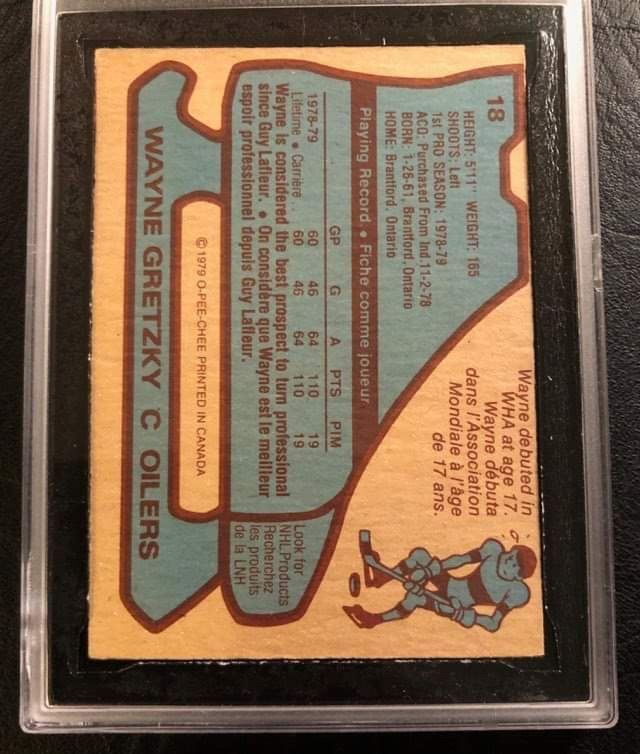 18
HEIGHT: 5'11" WEIGHT: 165
SHOOTS: Left
1st PRO SEASON: 1978-79
ACQ: Purchased From Ind. 11-2-78
BORN: 1-26-61, Brantford, Ontario
HOME: Brantford, Ontario
Wayne debuted in
WHA at age 17.
Wayne débuta
dans l'Association
Mondiale à l'âge
de 17 ans.
Playing Record. • Fiche comme joueur.
GP G A PTS PIM
1978-79 60 46 64 110 19
Lifetime • Carrière . . 60 46 64 110 19
Wayne is considered the best prospect to turn professional
since Guy Lafleur. • On considère que Wayne est le meilleur
espoir professionnel depuis Guy Lafleur.
Look for
NHL Products
Recherchez
les produits
de la LNH
© 1979 O-PEE-CHEE PRINTED IN CANADA
WAYNE GRETZKY C OILERS